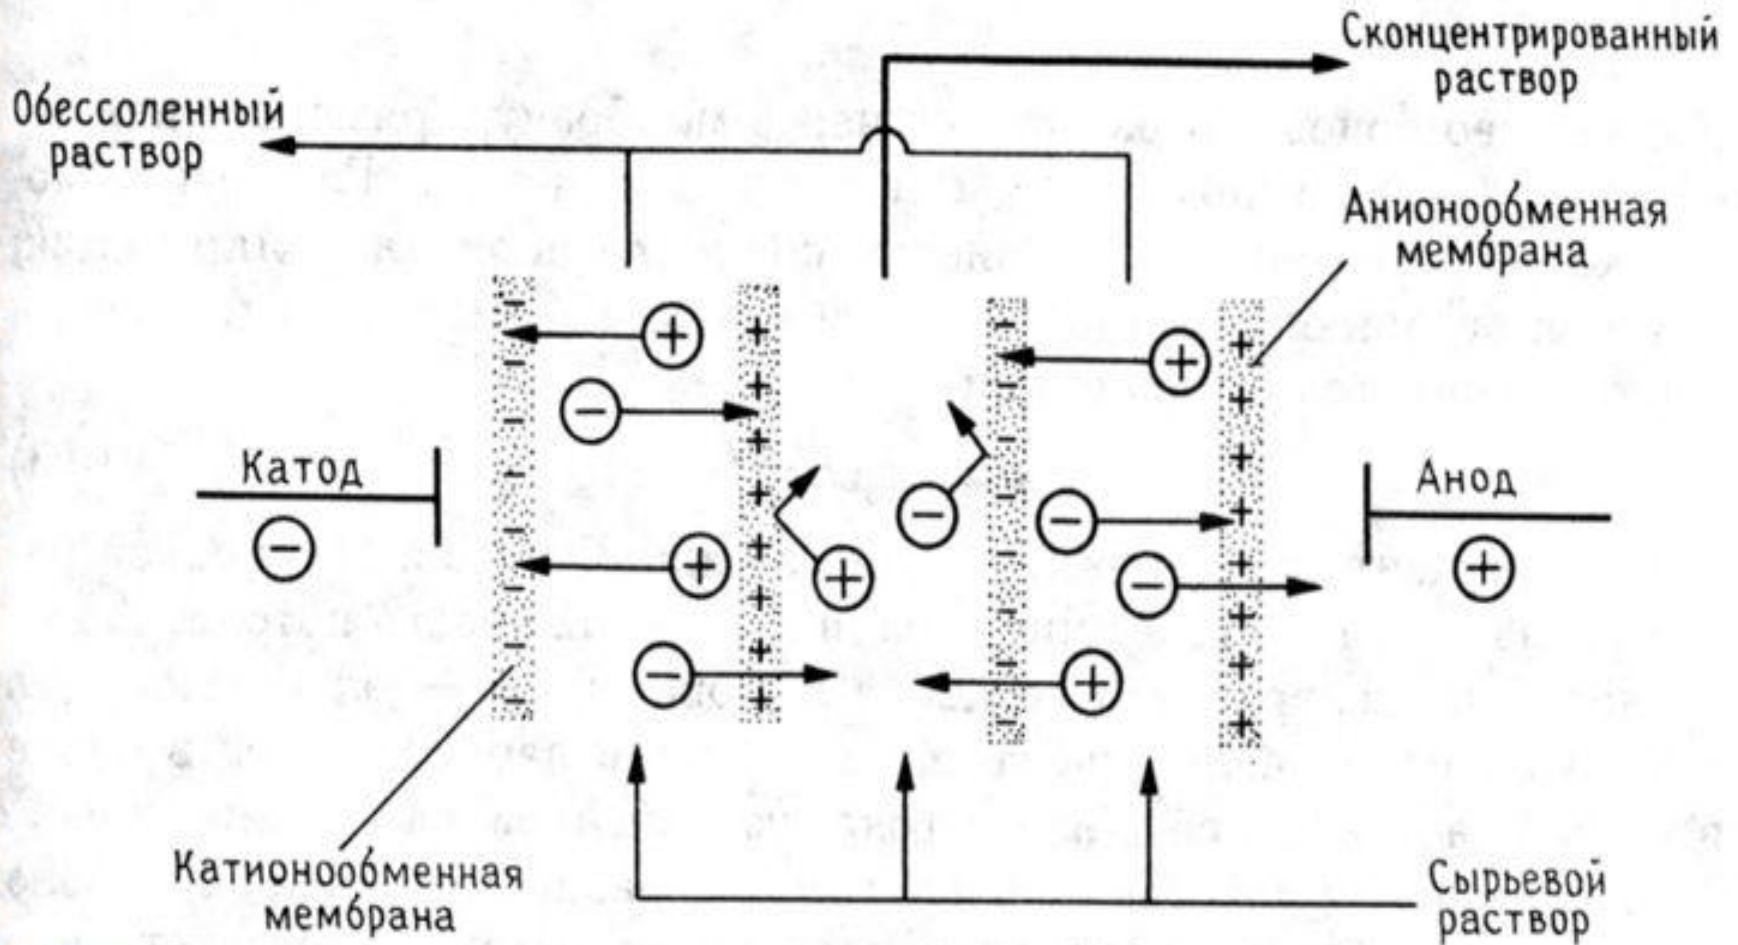 Сконцентрированный
раствор
Обессоленный
раствор
Анионообменная
мембрана
Катод
Анод
Катионообменная
мембрана
Сырьевой
раствор